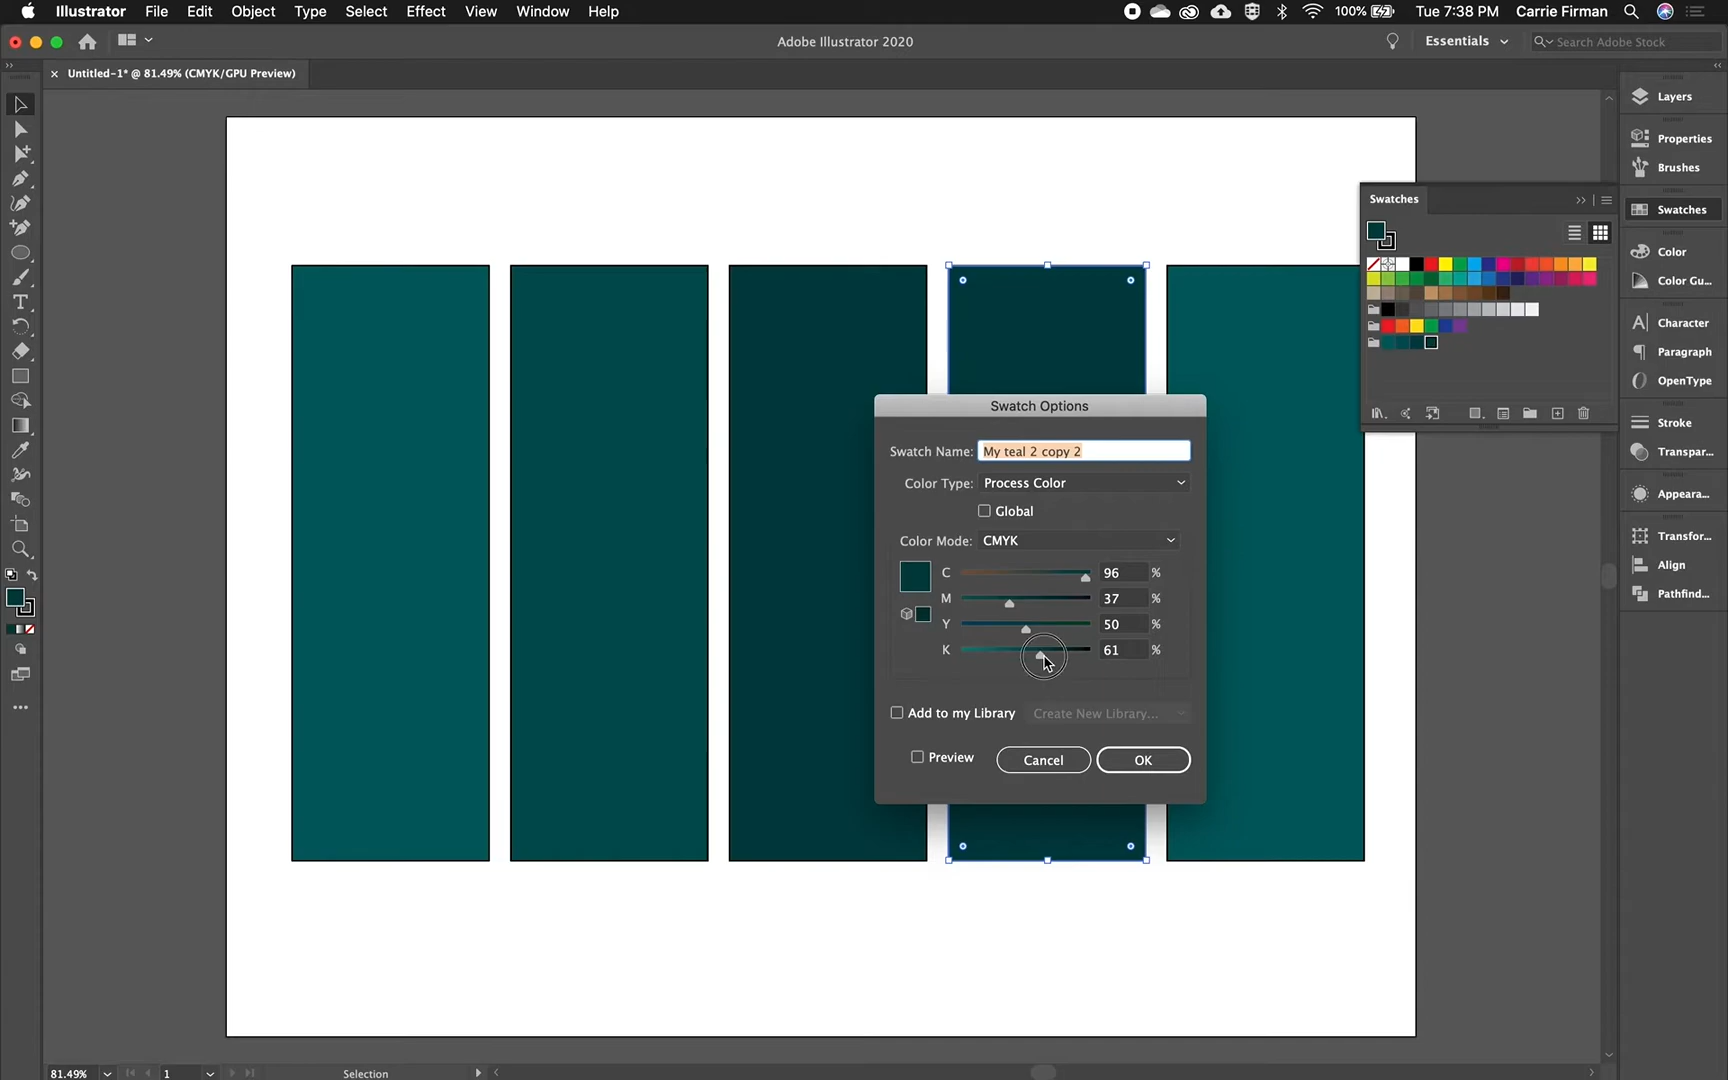 Illustrator File Edit Object Type Select Effect View Window Help 100% Tue 7:38 PM Carrie Firman
Adobe Illustrator 2020 Essentials Search Adobe Stock
× Untitled-1* @ 81.49% (CMYK/GPU Preview)
Layers
Properties
Brushes
Swatches
Swatches
Color
Color Gu...
Character
Paragraph
OpenType
Stroke
Transpar...
Appeara...
Transfor...
Align
Pathfind...
Swatch Options
Swatch Name: My teal 2 copy 2
Color Type: Process Color
Global
Color Mode: CMYK
C 96 %
M 37 %
Y 50 %
K 61 %
Add to my Library Create New Library...
Preview Cancel OK
81.49% 1 Selection